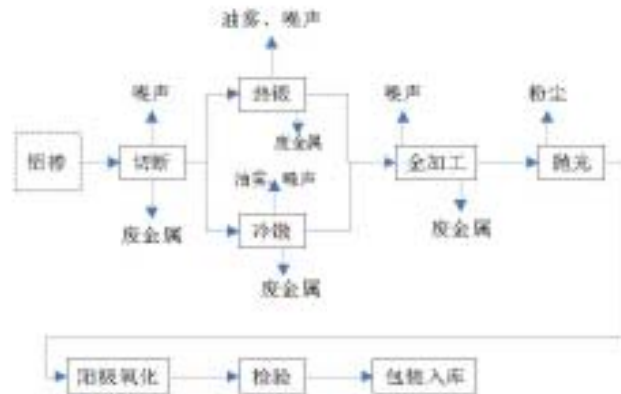 油雾、噪声
噪声
热锻
噪声
粉尘
废金属
铝棒
切断
油雾、噪声
金加工
抛光
废金属
冷镦
废金属
废金属
阳极氧化
检验
包装入库